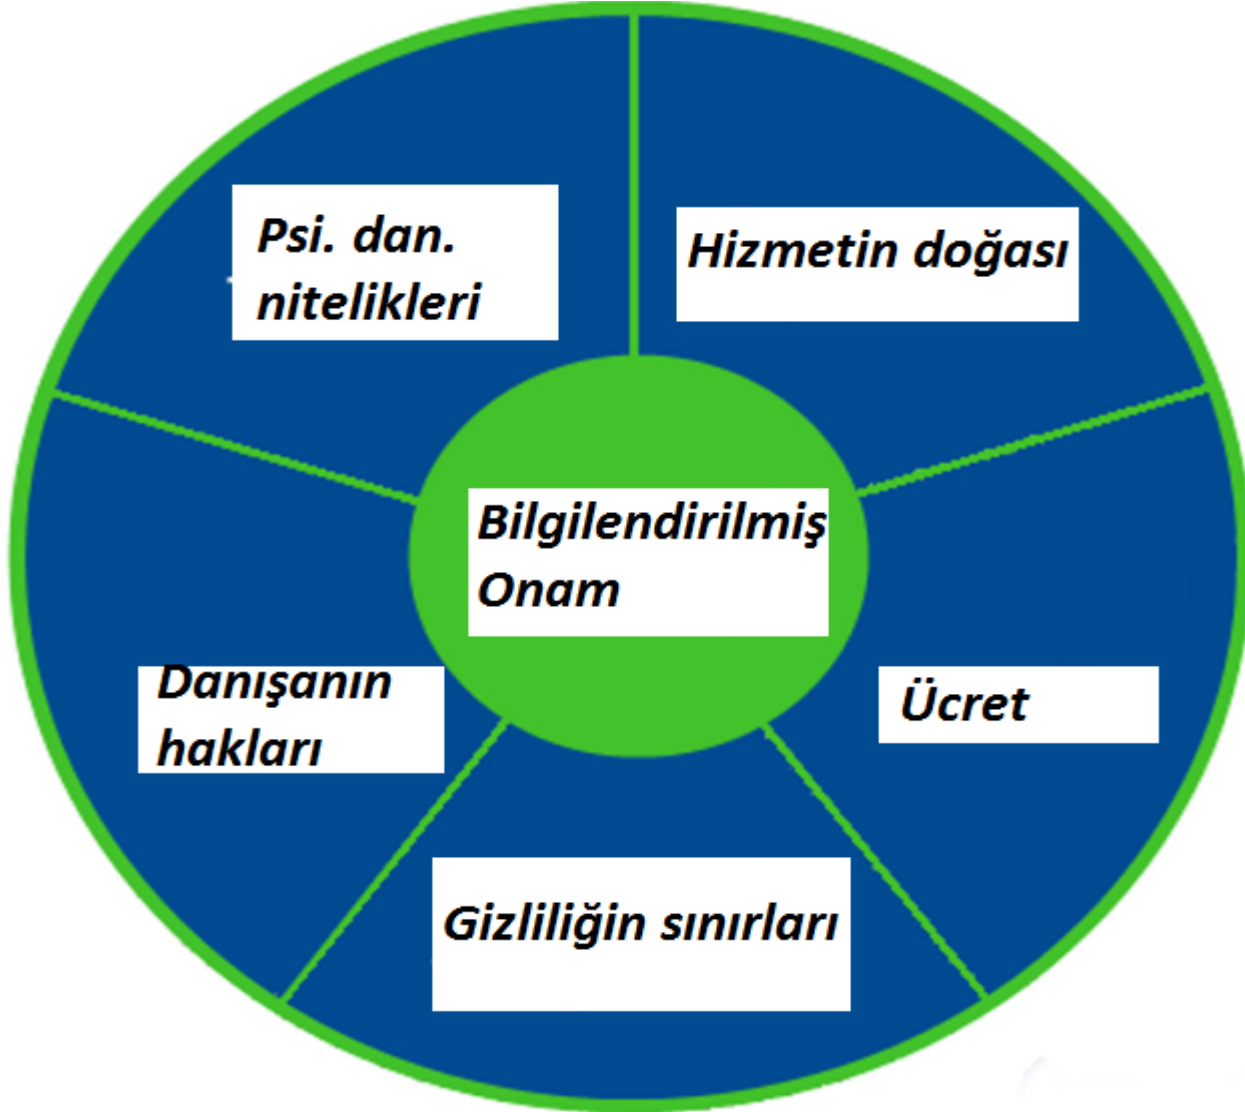 Psi. dan.
nitelikleri
Hizmetin doğası
Bilgilendirilmiş
Onam
Danışanın
hakları
Ücret
Gizliliğin sınırları